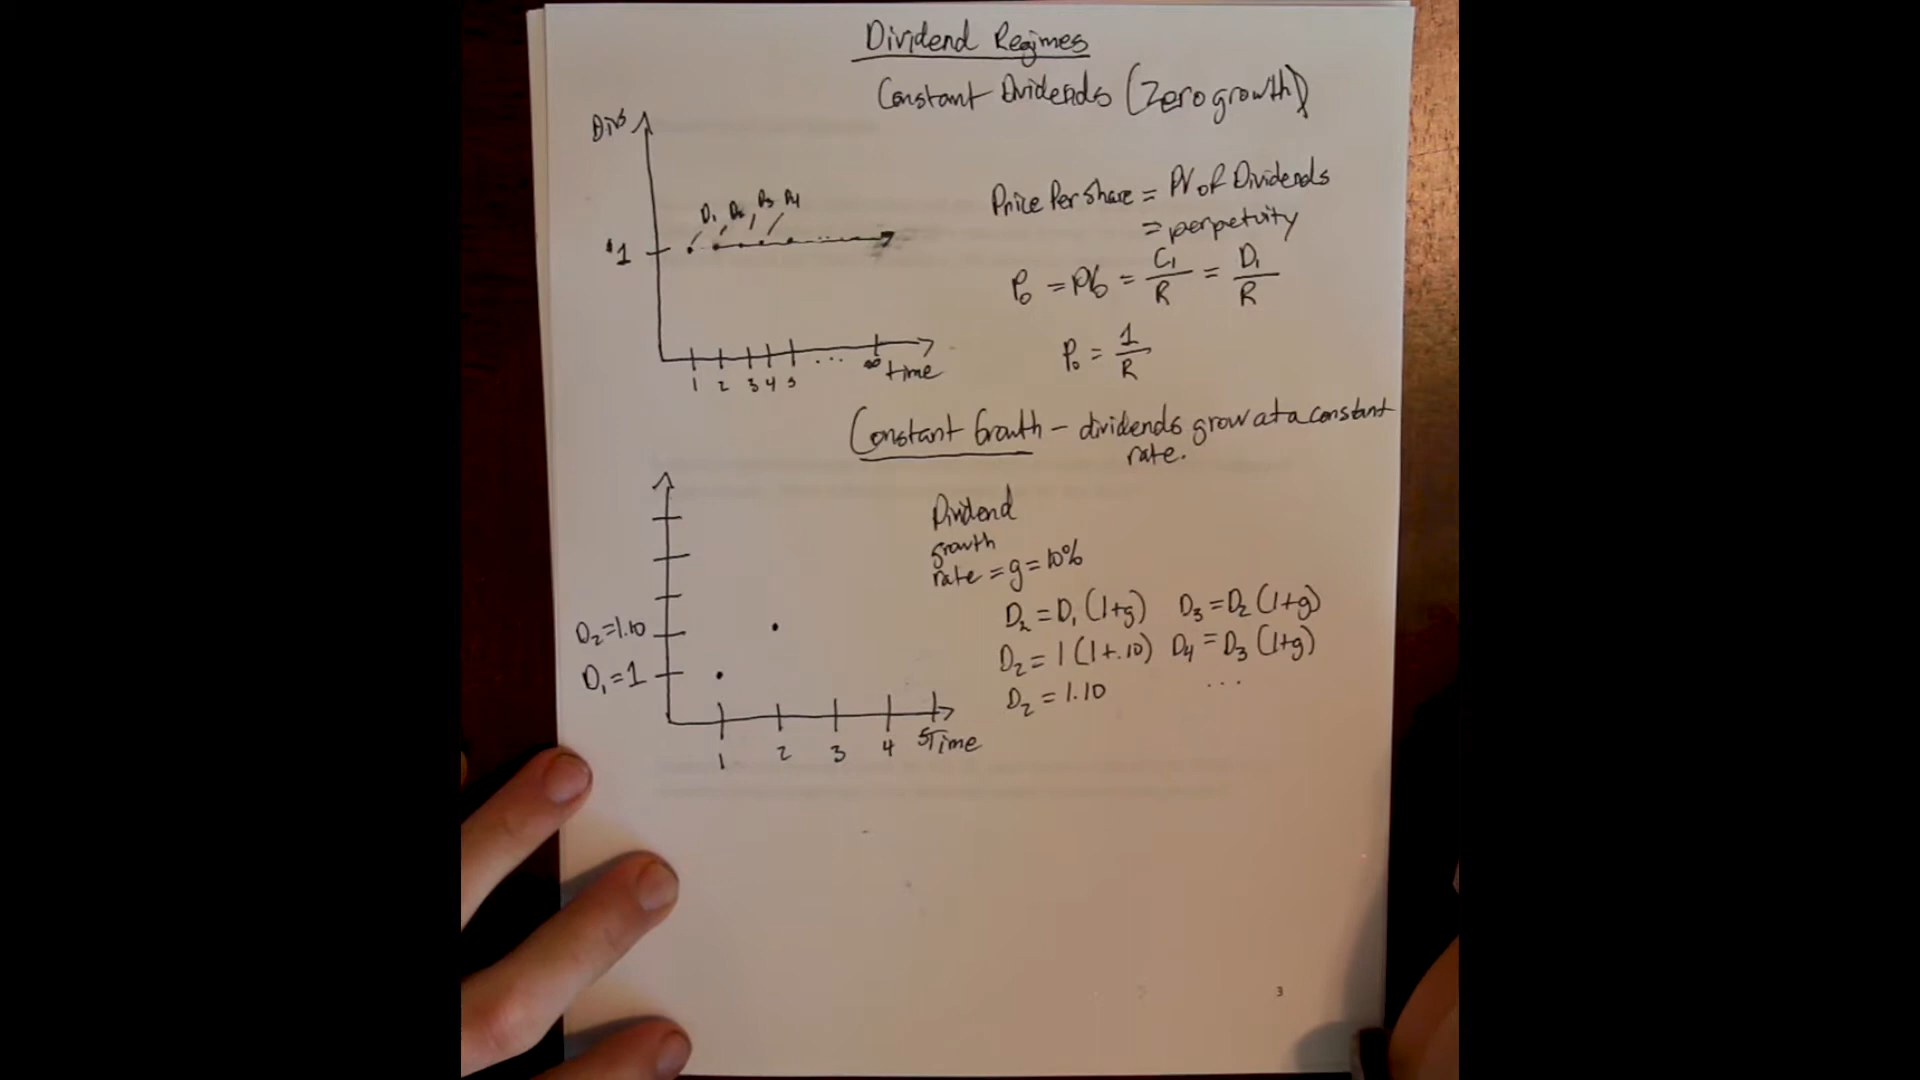 Dividend Regimes
Constant Dividends (Zero growth)
Divs
D1 D2 D3 D4
$1
1 2 3 4 5 ... ∞ time
Price Per Share = PV of Dividends
= perpetuity
P0 = PV0 = C1/R = D1/R
P0 = 1/R
Constant Growth - dividends grow at a constant
rate.
Dividend
growth
rate = g = 10%
D2 = D1 (1+g) D3 = D2 (1+g)
D2 = 1 (1+.10) D4 = D3 (1+g)
D2 = 1.10 ...
D2 = 1.10
D1 = 1
1 2 3 4 5 Time
3